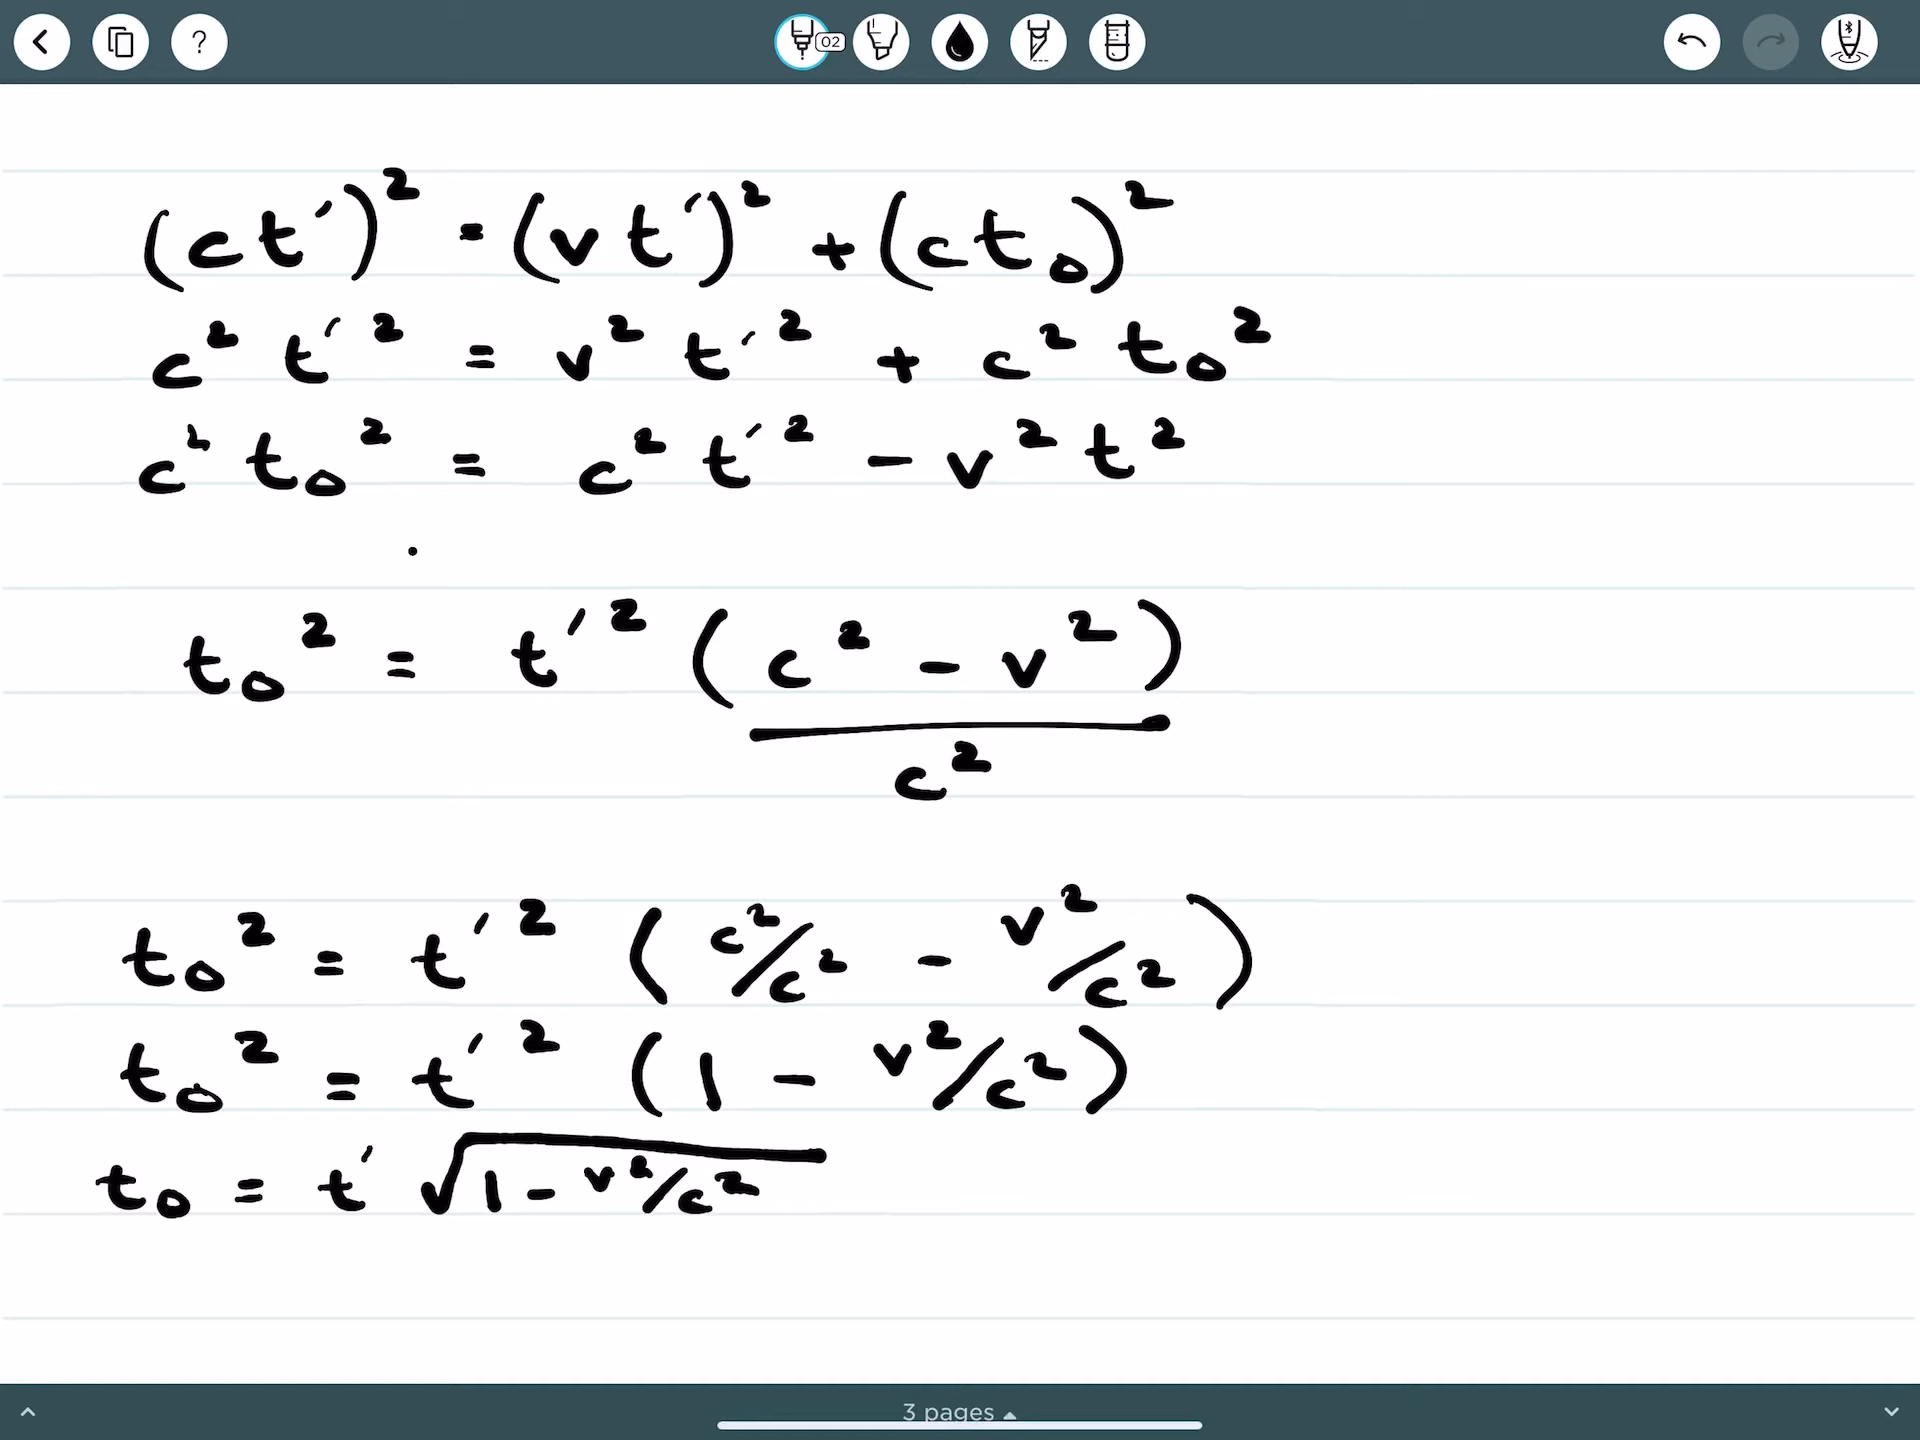 ?
02
(ct′)² = (vt′)² + (ct₀)²
c² t′² = v² t′² + c² t₀²
c² t₀² = c² t′² - v² t²
t₀² = t′² (c² - v²)
c²
t₀² = t′² (c²/c² - v²/c²)
t₀² = t′² (1 - v²/c²)
t₀ = t′ √1 - v²/c²
3 pages